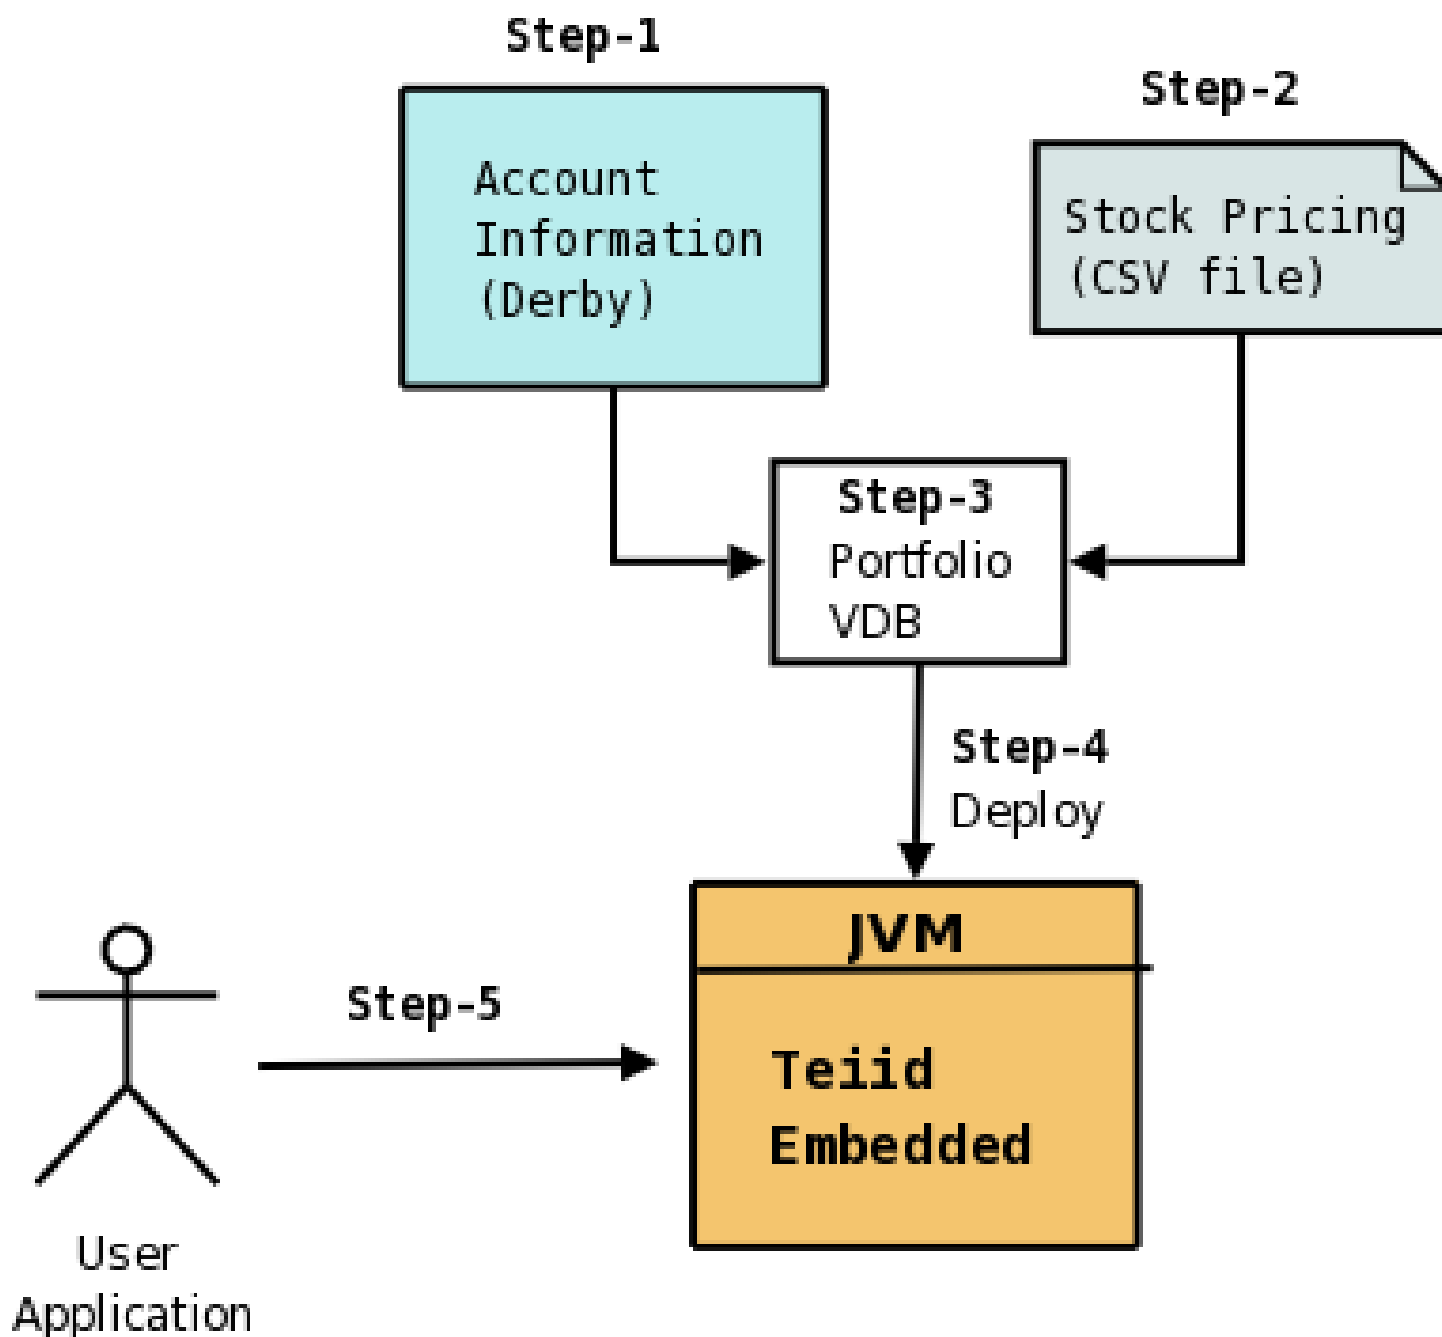 Step-1
Account
Information
(Derby)
Step-2
Stock Pricing
(CSV file)
Step-3
Portfolio
VDB
Step-4
Deploy
JVM
Teiid
Embedded
Step-5
User
Application